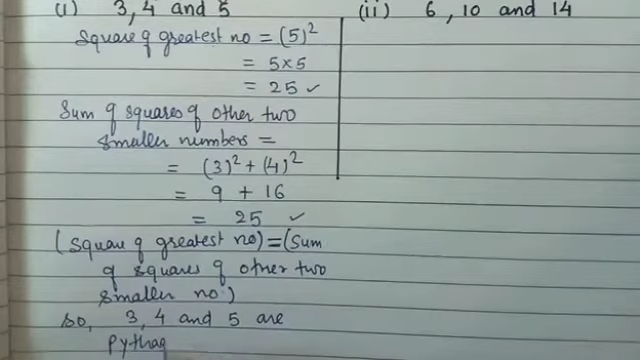 (i) 3, 4 and 5
(ii) 6, 10 and 14
Square of greatest no = (5)²
= 5×5
= 25 ✓
Sum of squares of other two
smaller numbers =
= (3)² + (4)²
= 9 + 16
= 25 ✓
(Square of greatest no) = (Sum
of squares of other two
smaller no.)
So, 3, 4 and 5 are
Pythag